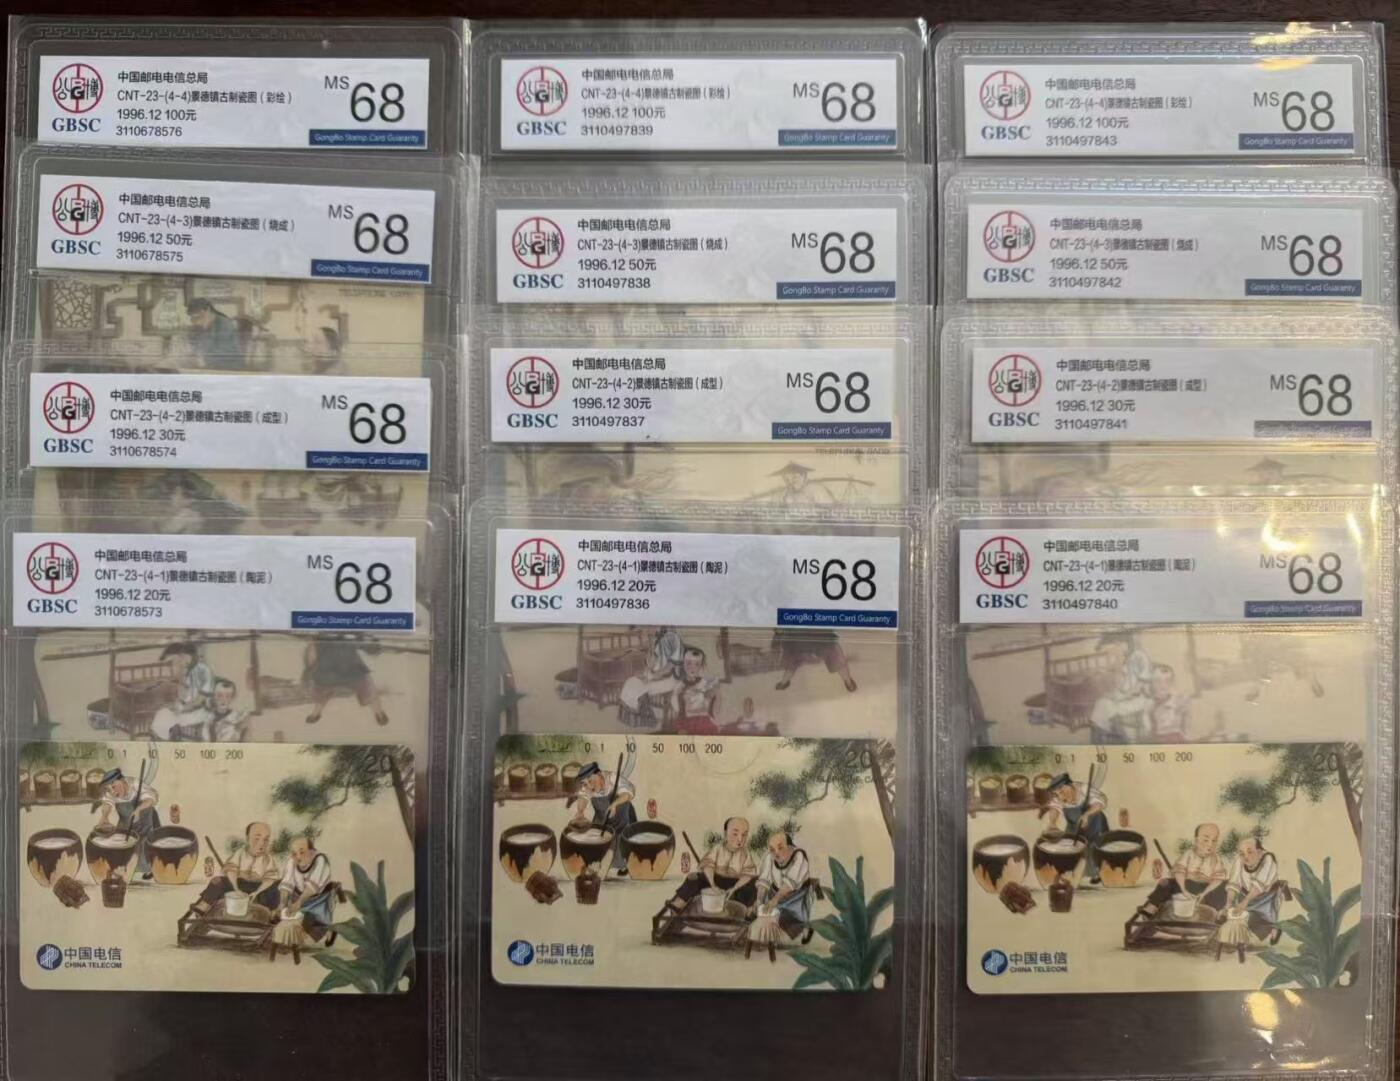 中国邮电电信总局
CNT-23-(4-4)景德镇古制瓷图(彩绘)
1996.12 100元
3110678576
MS 68
GBSC
GongBo Stamp Card Guaranty
中国邮电电信总局
CNT-23-(4-4)景德镇古制瓷图(彩绘)
1996.12 100元
3110497839
MS 68
GBSC
GongBo Stamp Card Guaranty
中国邮电电信总局
CNT-23-(4-4)景德镇古制瓷图(彩绘)
1996.12 100元
3110497843
MS 68
GBSC
GongBo Stamp Card Guaranty
中国邮电电信总局
CNT-23-(4-3)景德镇古制瓷图(烧成)
1996.12 50元
3110678575
MS 68
GBSC
GongBo Stamp Card Guaranty
中国邮电电信总局
CNT-23-(4-3)景德镇古制瓷图(烧成)
1996.12 50元
3110497838
MS 68
GBSC
GongBo Stamp Card Guaranty
中国邮电电信总局
CNT-23-(4-3)景德镇古制瓷图(烧成)
1996.12 50元
3110497842
MS 68
GBSC
GongBo Stamp Card Guaranty
中国邮电电信总局
CNT-23-(4-2)景德镇古制瓷图(成型)
1996.12 30元
3110678574
MS 68
GBSC
GongBo Stamp Card Guaranty
中国邮电电信总局
CNT-23-(4-2)景德镇古制瓷图(成型)
1996.12 30元
3110497837
MS 68
GBSC
GongBo Stamp Card Guaranty
中国邮电电信总局
CNT-23-(4-2)景德镇古制瓷图(成型)
1996.12 30元
3110497841
MS 68
GBSC
GongBo Stamp Card Guaranty
中国邮电电信总局
CNT-23-(4-1)景德镇古制瓷图(陶泥)
1996.12 20元
3110678573
MS 68
GBSC
GongBo Stamp Card Guaranty
中国邮电电信总局
CNT-23-(4-1)景德镇古制瓷图(陶泥)
1996.12 20元
3110497836
MS 68
GBSC
GongBo Stamp Card Guaranty
中国邮电电信总局
CNT-23-(4-1)景德镇古制瓷图(陶泥)
1996.12 20元
3110497840
MS 68
GBSC
GongBo Stamp Card Guaranty
0 1 10 50 100 200
20
中国电信
CHINA TELECOM
0 1 10 50 100 200
20
中国电信
CHINA TELECOM
0 1 10 50 100 200
20
中国电信
CHINA TELECOM